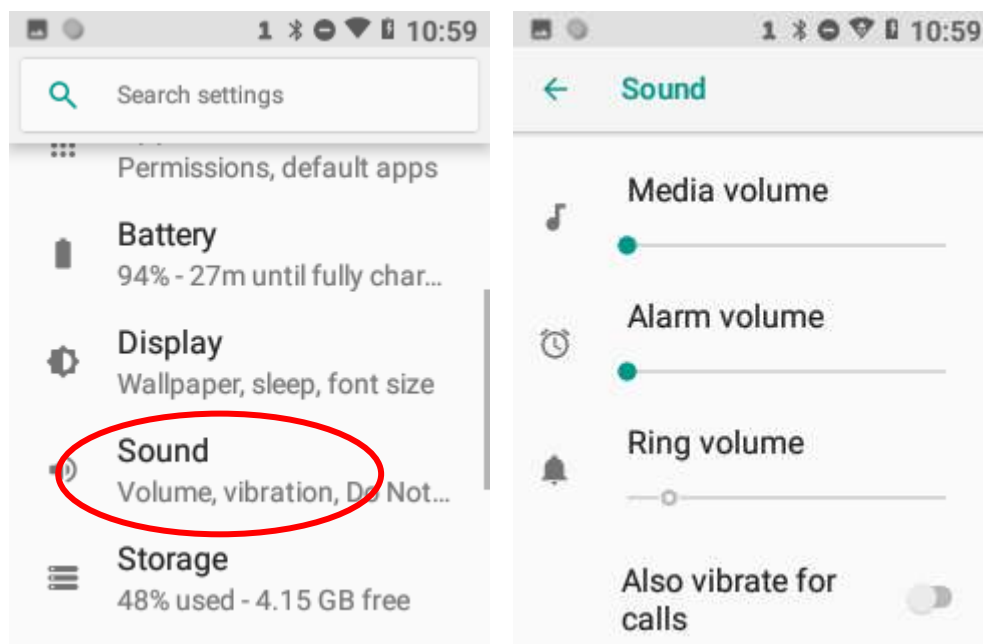 1 10:59
Search settings
Permissions, default apps
Battery
94% - 27m until fully char...
Display
Wallpaper, sleep, font size
Sound
Volume, vibration, Do Not...
Storage
48% used - 4.15 GB free
1 10:59
Sound
Media volume
Alarm volume
Ring volume
Also vibrate for
calls